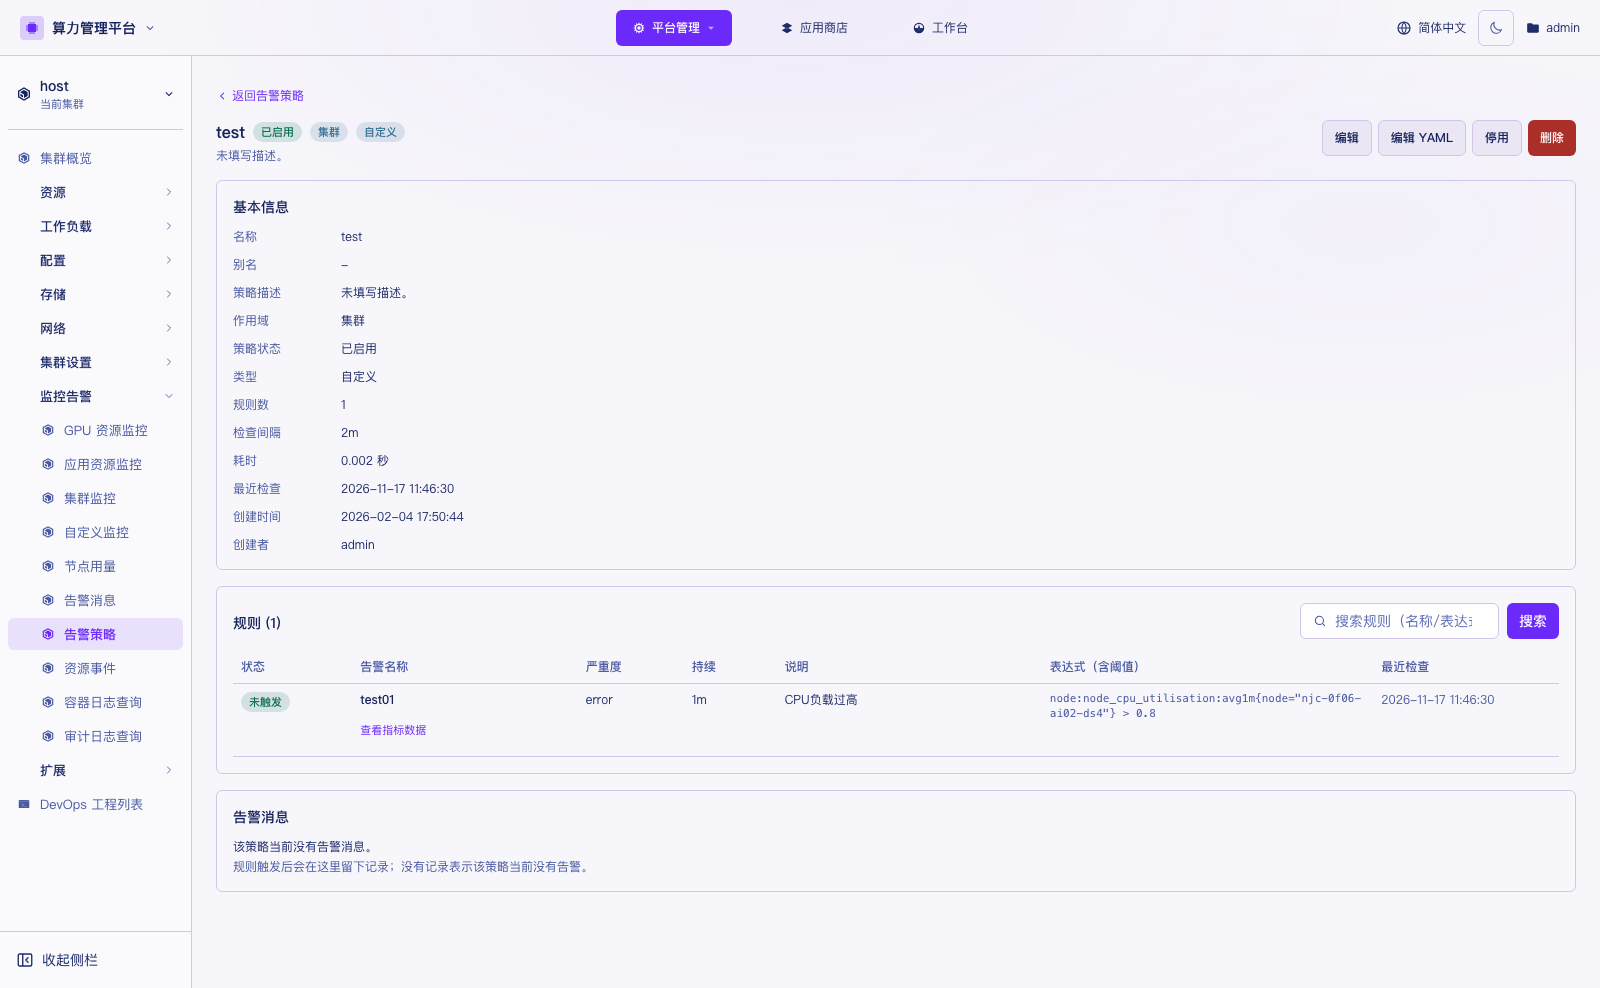 算力管理平台
平台管理
应用商店
工作台
简体中文
admin
host
当前集群
集群概览
资源
工作负载
配置
存储
网络
集群设置
监控告警
GPU 资源监控
应用资源监控
集群监控
自定义监控
节点用量
告警消息
告警策略
资源事件
容器日志查询
审计日志查询
扩展
DevOps 工程列表
收起侧栏
返回告警策略
test 已启用 集群 自定义
未填写描述。
编辑 编辑 YAML 停用 删除
基本信息
名称 test
别名 –
策略描述 未填写描述。
作用域 集群
策略状态 已启用
类型 自定义
规则数 1
检查间隔 2m
耗时 0.002 秒
最近检查 2026–11–17 11:46:30
创建时间 2026–02–04 17:50:44
创建者 admin
规则 (1)
搜索规则（名称/表达
搜索
状态 告警名称 严重度 持续 说明 表达式（含阈值） 最近检查
未触发 test01 error 1m CPU负载过高 node:node_cpu_utilisation:avg1m{node="njc-0f06- 2026–11–17 11:46:30
ai02-ds4"} > 0.8
查看指标数据
告警消息
该策略当前没有告警消息。
规则触发后会在这里留下记录；没有记录表示该策略当前没有告警。